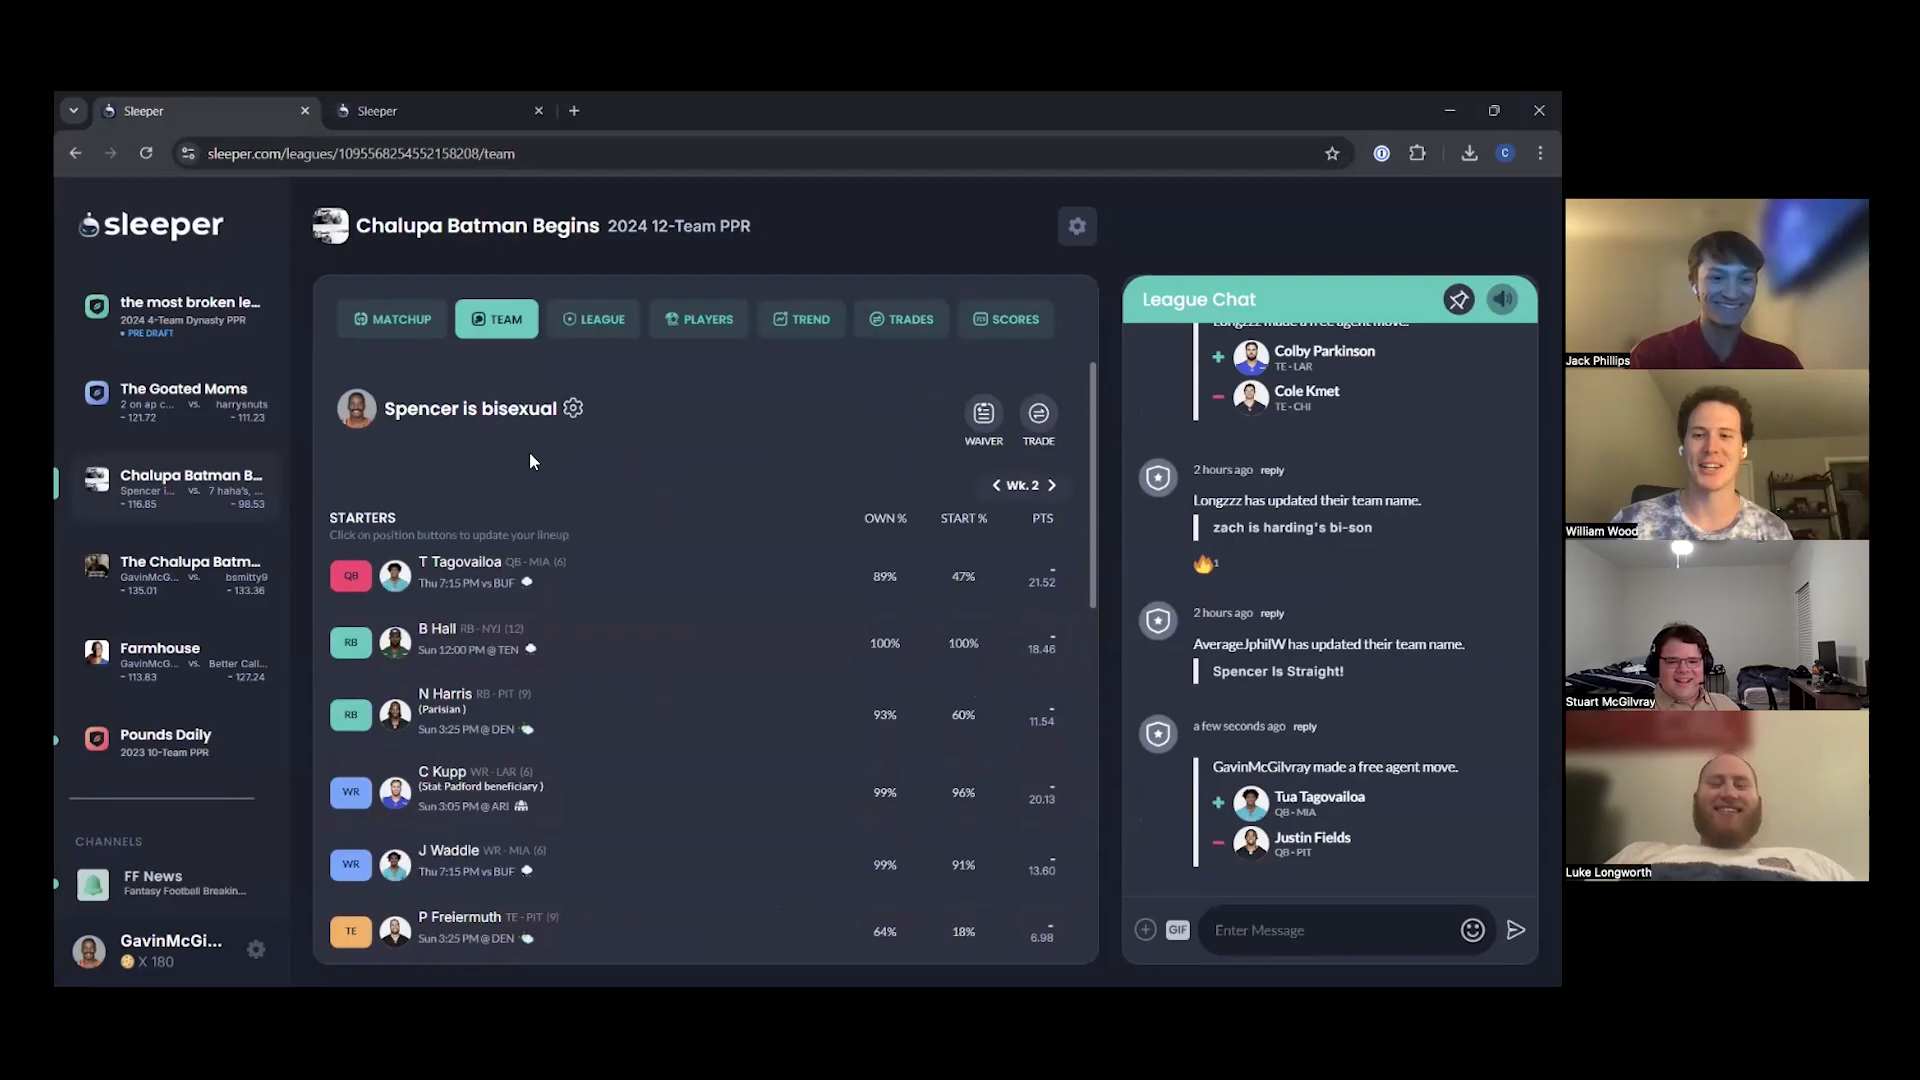 Sleeper
Sleeper
sleeper.com/leagues/1095568254552158208/team
C
sleeper
Chalupa Batman Begins 2024 12-Team PPR
the most broken le...
2024 4-Team Dynasty PPR
PRE DRAFT
The Goated Moms
2 on ap c... vs. harrysnuts
- 121.72 - 111.23
Chalupa Batman B...
Spencer i... vs. 7 haha's, ...
- 116.85 - 98.53
The Chalupa Batm...
GavinMcG... vs. bsmitty9
- 135.01 - 133.36
Farmhouse
GavinMcG... vs. Better Call...
- 113.83 - 127.24
Pounds Daily
2023 10-Team PPR
CHANNELS
FF News
Fantasy Football Breakin...
GavinMcGi...
X 180
MATCHUP TEAM LEAGUE PLAYERS TREND TRADES SCORES
Spencer is bisexual
WAIVER TRADE
< Wk. 2 >
STARTERS OWN % START % PTS
Click on position buttons to update your lineup
QB T Tagovailoa QB - MIA (6)
Thu 7:15 PM vs BUF
89% 47% -
21.52
RB B Hall RB - NYJ (12)
Sun 12:00 PM @ TEN
100% 100% -
18.46
RB N Harris RB - PIT (9)
(Parisian )
Sun 3:25 PM @ DEN
93% 60% -
11.54
WR C Kupp WR - LAR (6)
(Stat Padford beneficiary )
Sun 3:05 PM @ ARI
99% 96% -
20.13
WR J Waddle WR - MIA (6)
Thu 7:15 PM vs BUF
99% 91% -
13.60
TE P Freiermuth TE - PIT (9)
Sun 3:25 PM @ DEN
64% 18% -
6.98
League Chat
Longzzz made a free agent move.
+ Colby Parkinson
TE - LAR
- Cole Kmet
TE - CHI
2 hours ago reply
Longzzz has updated their team name.
zach is harding's bi-son
1
2 hours ago reply
AverageJphilW has updated their team name.
Spencer Is Straight!
a few seconds ago reply
GavinMcGilvray made a free agent move.
+ Tua Tagovailoa
QB - MIA
- Justin Fields
QB - PIT
GIF Enter Message
Jack Phillips
William Wood
Stuart McGilvray
Luke Longworth